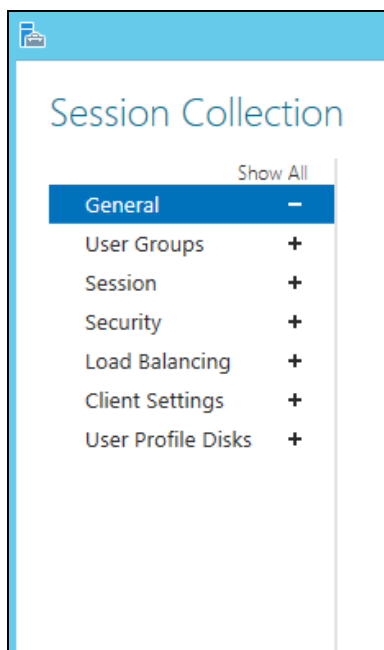 Session Collection
Show All
General –
User Groups +
Session +
Security +
Load Balancing +
Client Settings +
User Profile Disks +